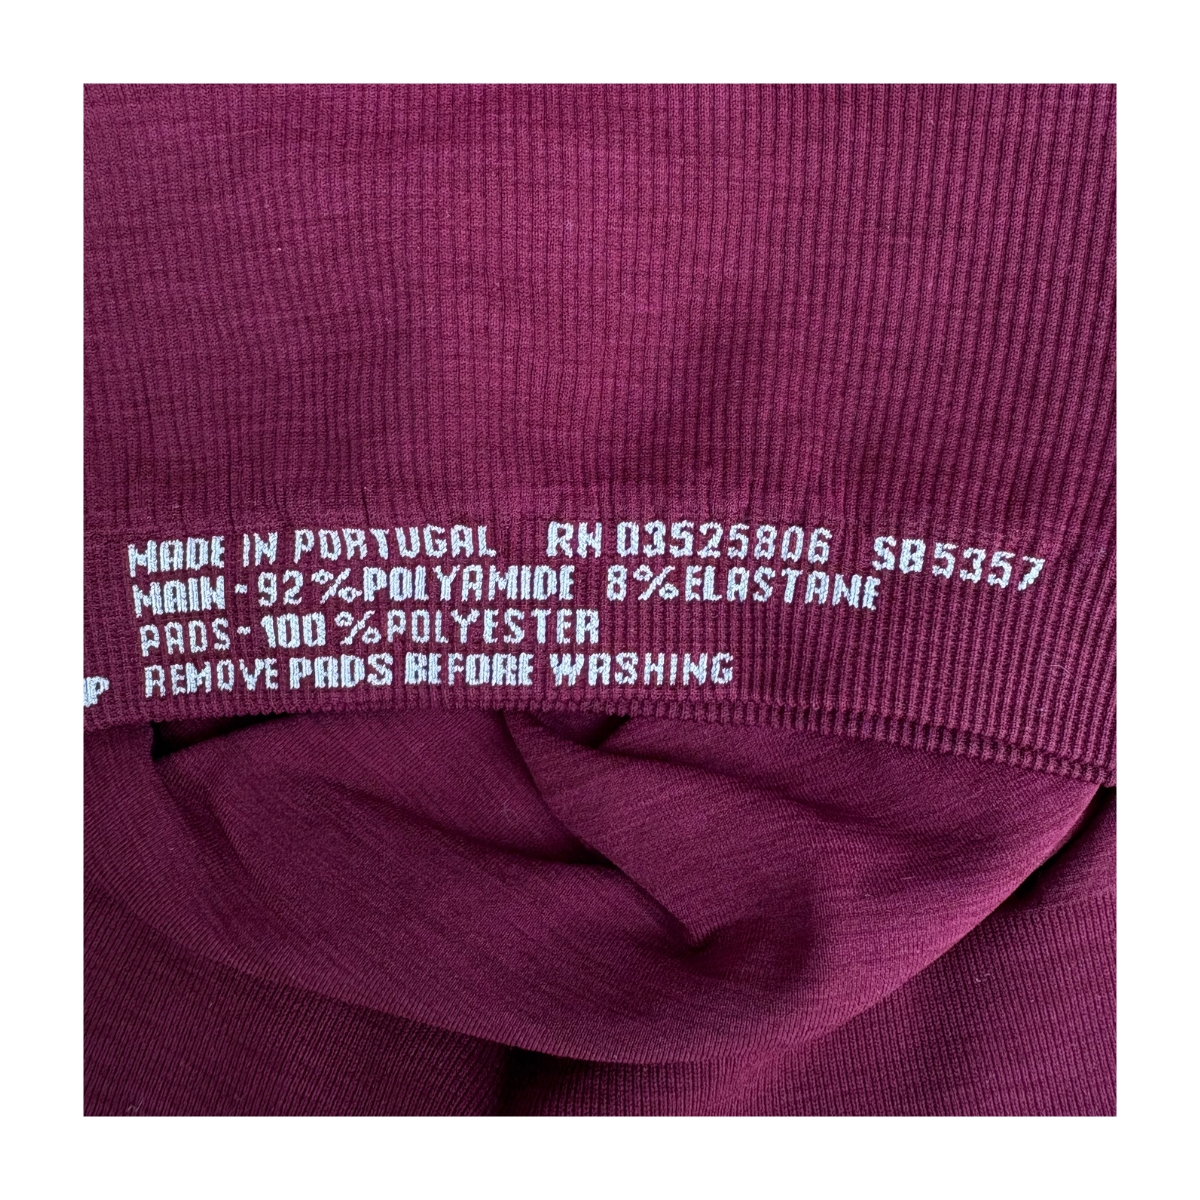 MADE IN PORTUGAL RN 03525806 SB5357
MAIN - 92%POLYAMIDE 8%ELASTANE
PADS - 100%POLYESTER
REMOVE PADS BEFORE WASHING